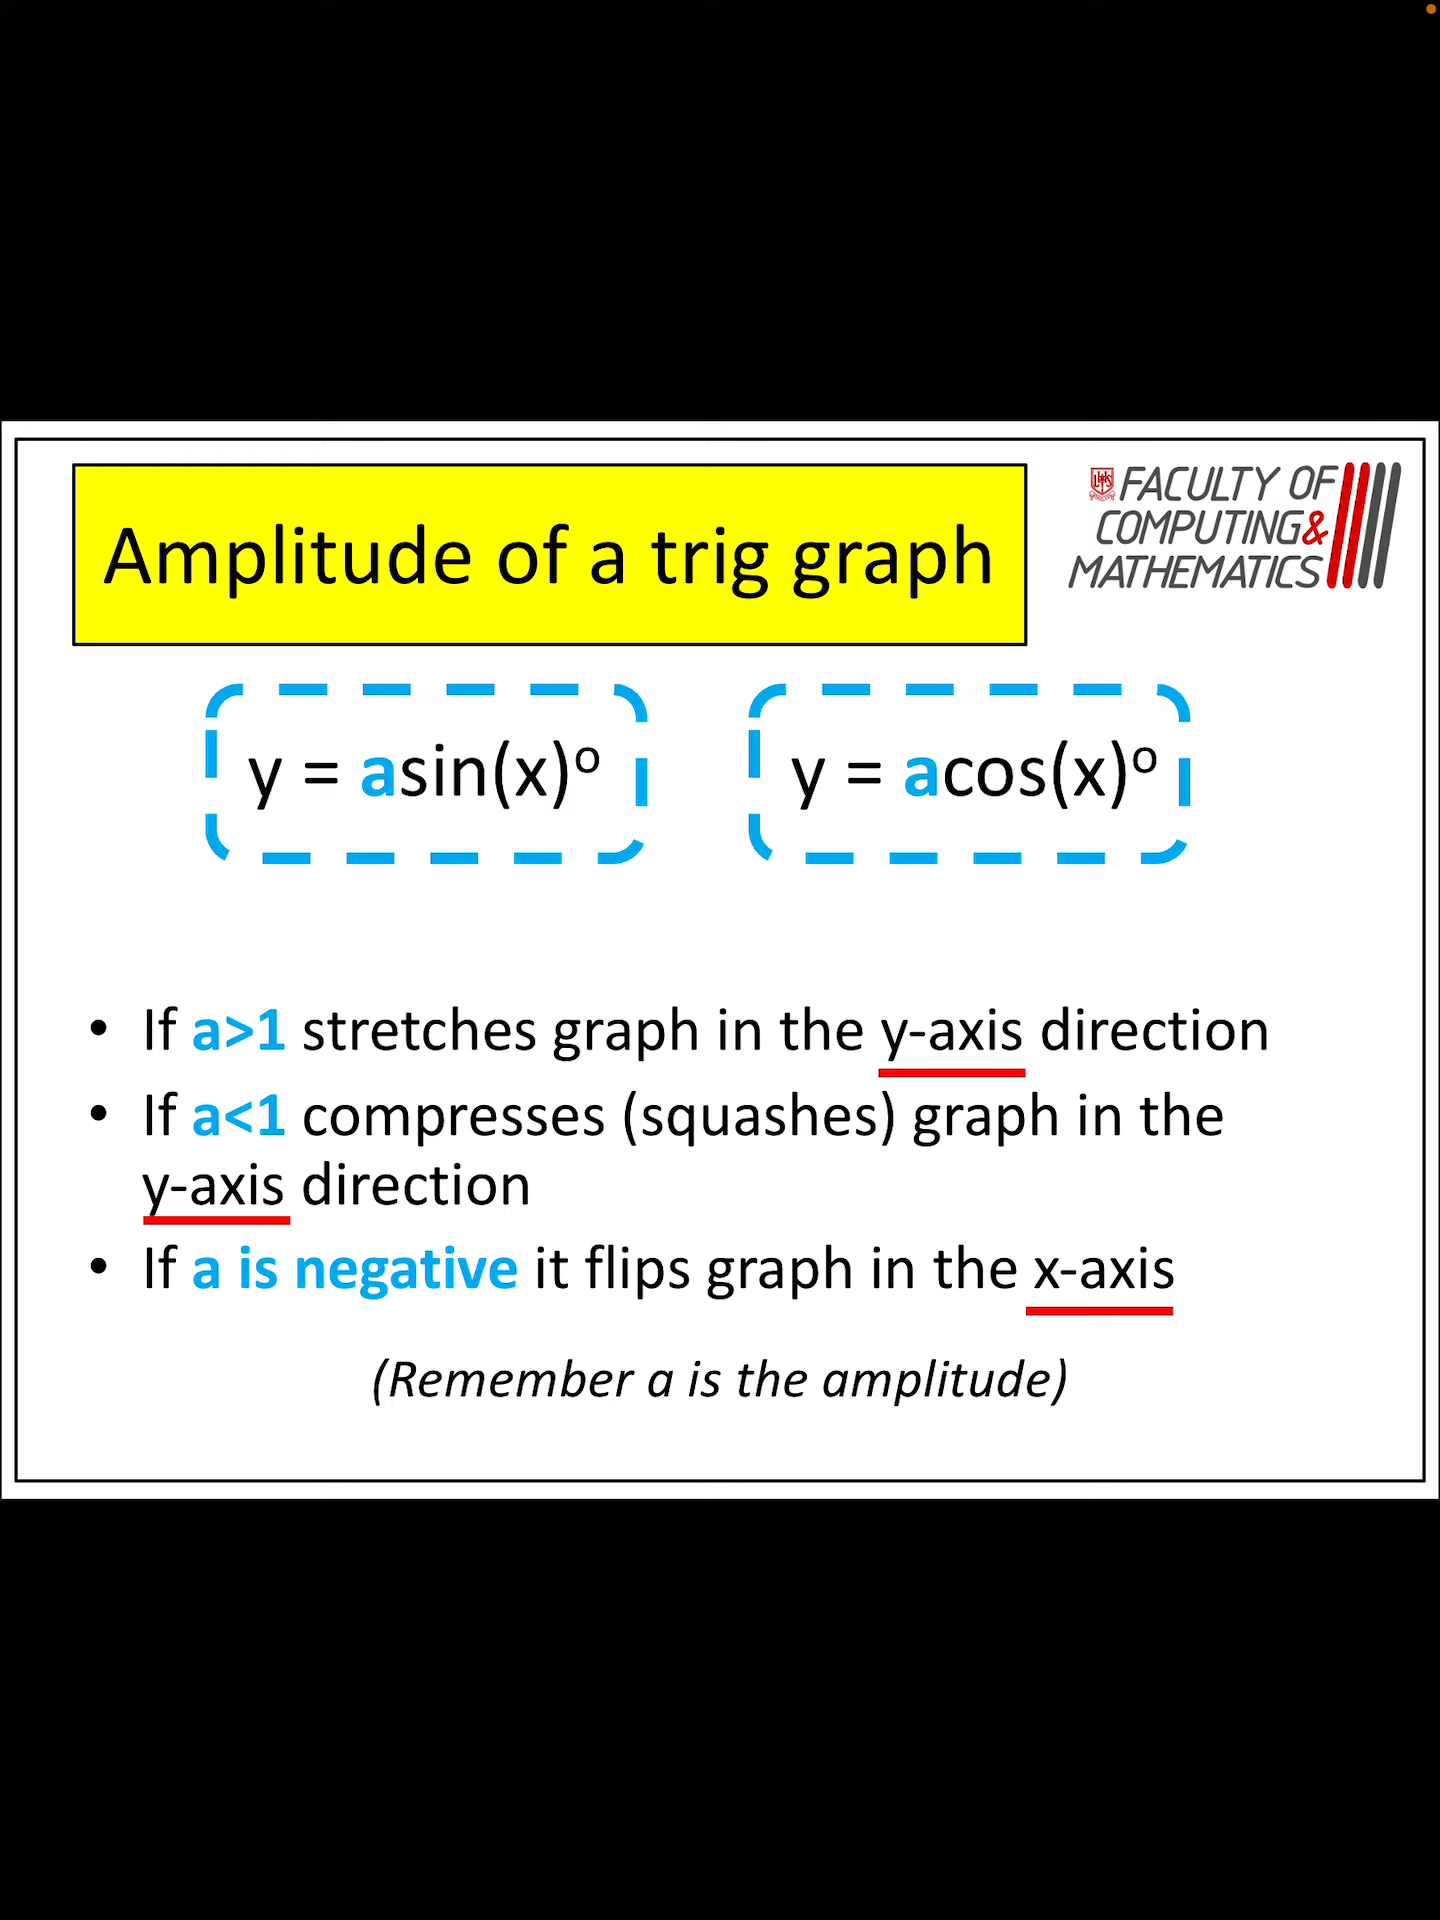 FACULTY OF
COMPUTING&
MATHEMATICS
Amplitude of a trig graph
y = asin(x)º
y = acos(x)º
• If a>1 stretches graph in the y-axis direction
• If a<1 compresses (squashes) graph in the
y-axis direction
• If a is negative it flips graph in the x-axis
(Remember a is the amplitude)